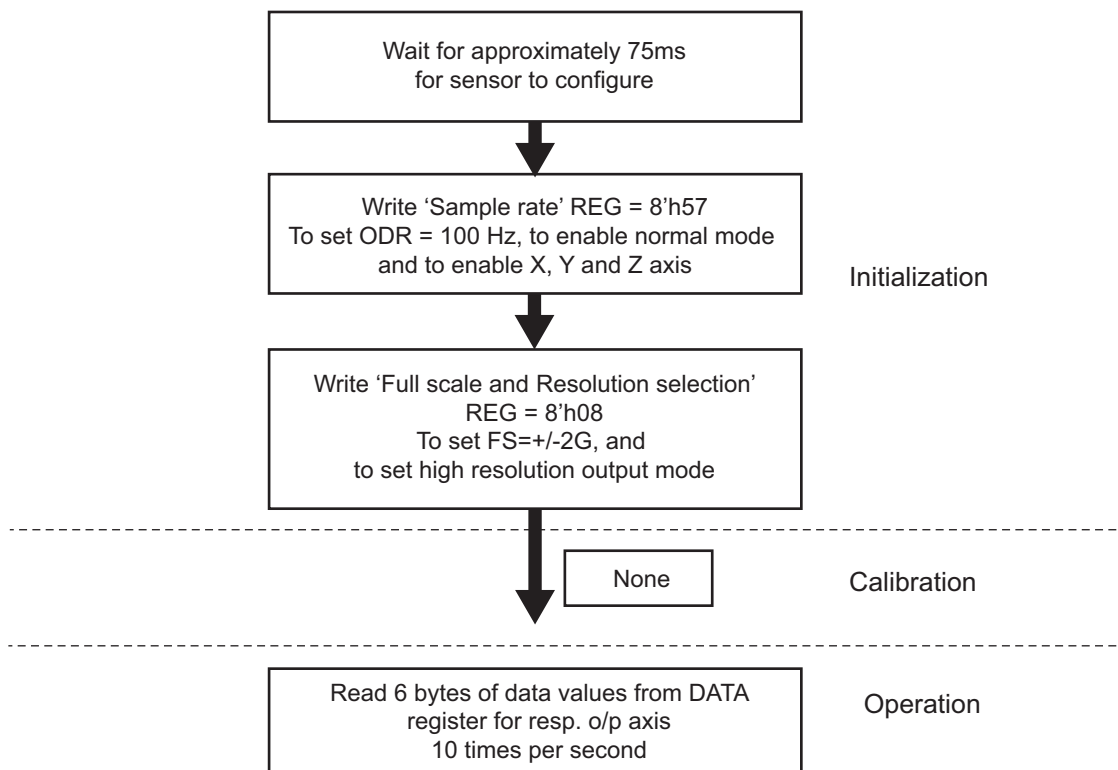 Wait for approximately 75ms
for sensor to configure
Write ‘Sample rate’ REG = 8’h57
To set ODR = 100 Hz, to enable normal mode
and to enable X, Y and Z axis
Initialization
Write ‘Full scale and Resolution selection’
REG = 8’h08
To set FS=+/-2G, and
to set high resolution output mode
None
Calibration
Read 6 bytes of data values from DATA
register for resp. o/p axis
10 times per second
Operation